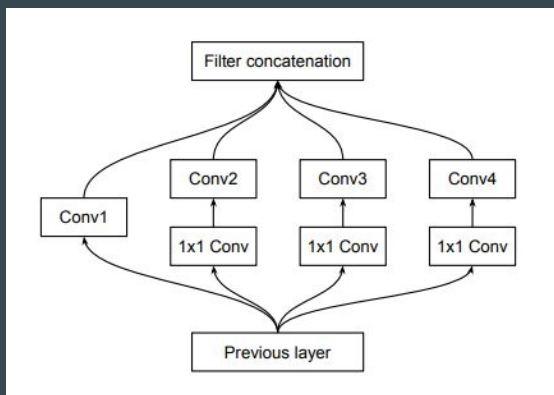 Filter concatenation
Conv2
Conv3
Conv4
Conv1
1x1 Conv
1x1 Conv
1x1 Conv
Previous layer